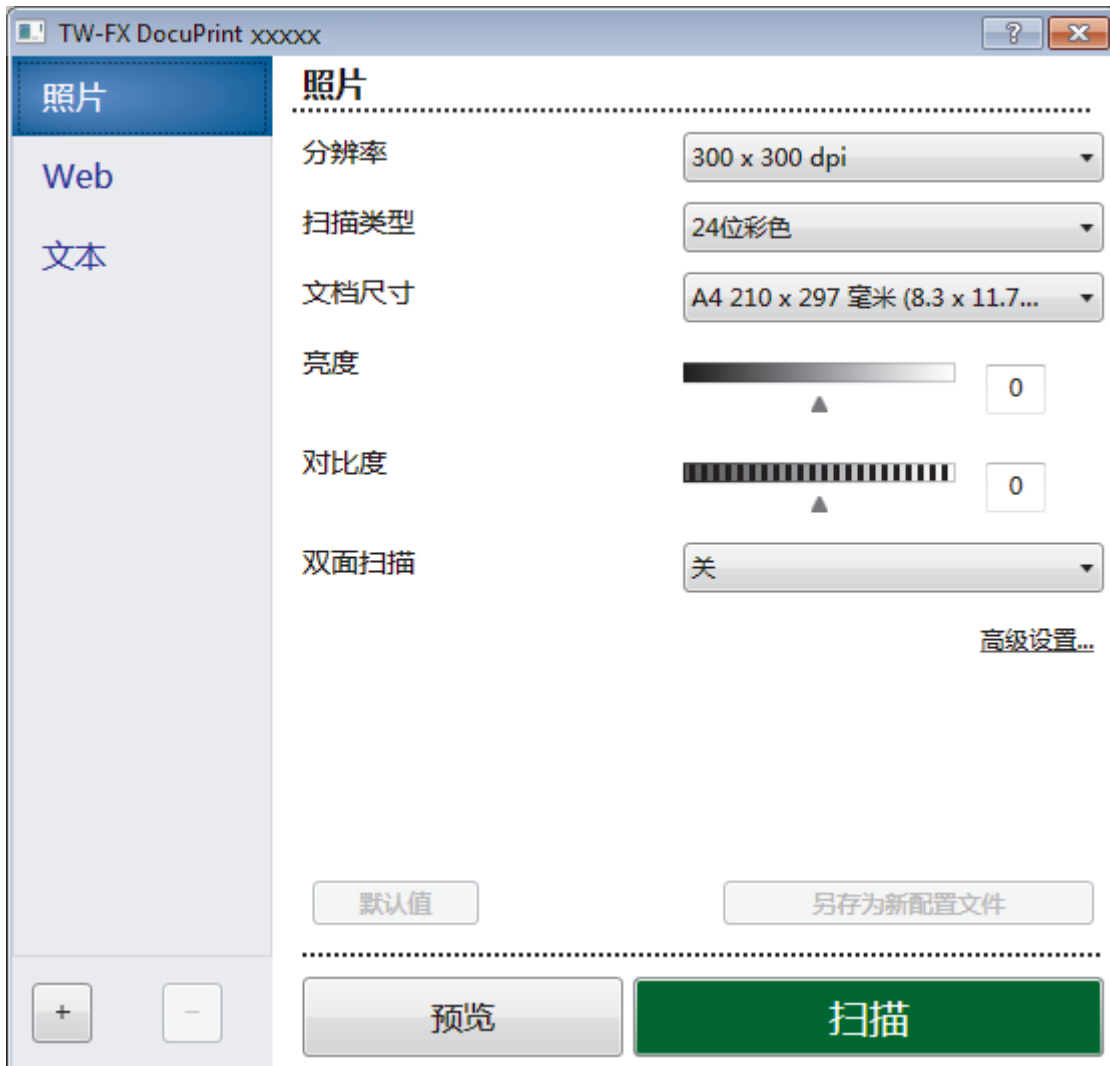 TW-FX DocuPrint xxxxx
?
照片
Web
文本
照片
分辨率
300 x 300 dpi
扫描类型
24位彩色
文档尺寸
A4 210 x 297 毫米 (8.3 x 11.7...
亮度
0
对比度
0
双面扫描
关
高级设置...
默认值
另存为新配置文件
+
−
预览
扫描